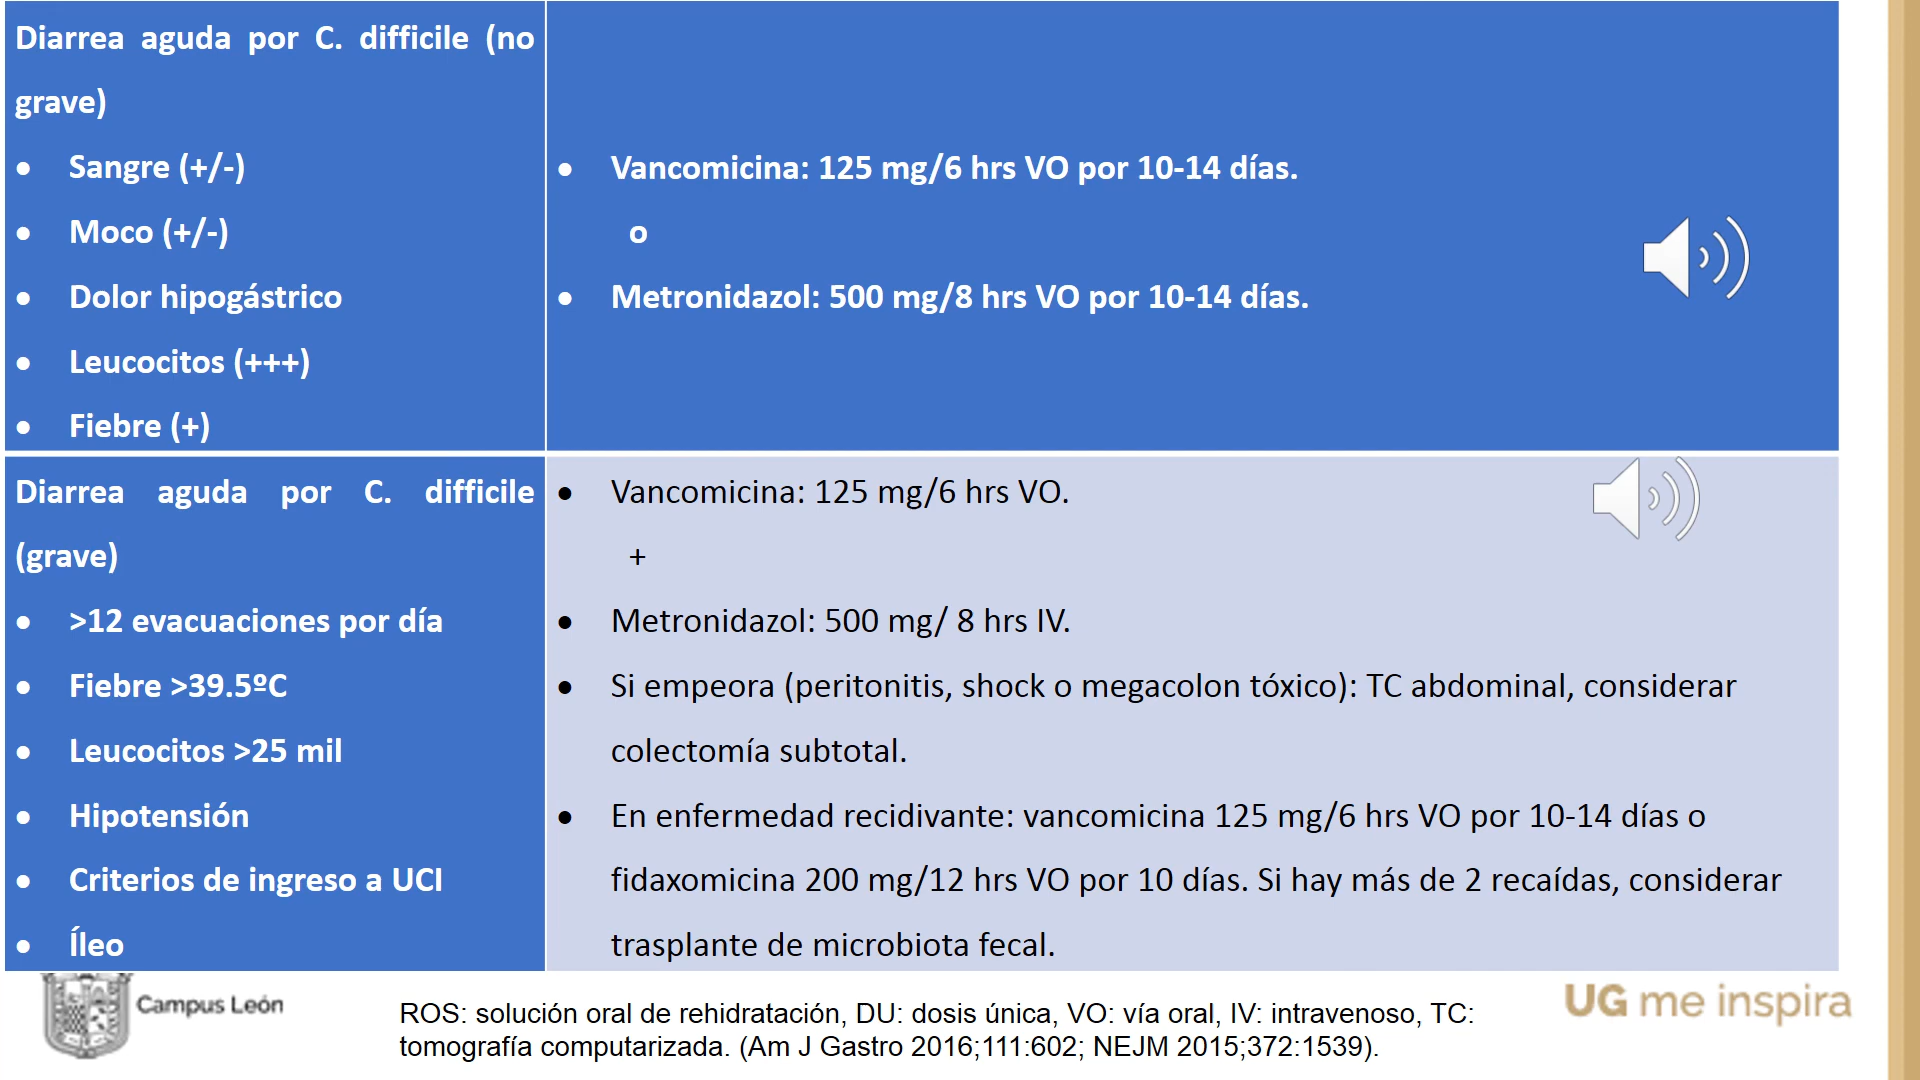 Diarrea aguda por C. difficile (no
grave)
• Sangre (+/-)
• Moco (+/-)
• Dolor hipogástrico
• Leucocitos (+++)
• Fiebre (+)
• Vancomicina: 125 mg/6 hrs VO por 10-14 días.
o
• Metronidazol: 500 mg/8 hrs VO por 10-14 días.
Diarrea aguda por C. difficile
(grave)
• >12 evacuaciones por día
• Fiebre >39.5ºC
• Leucocitos >25 mil
• Hipotensión
• Criterios de ingreso a UCI
• Íleo
• Vancomicina: 125 mg/6 hrs VO.
+
• Metronidazol: 500 mg/ 8 hrs IV.
• Si empeora (peritonitis, shock o megacolon tóxico): TC abdominal, considerar
colectomía subtotal.
• En enfermedad recidivante: vancomicina 125 mg/6 hrs VO por 10-14 días o
fidaxomicina 200 mg/12 hrs VO por 10 días. Si hay más de 2 recaídas, considerar
trasplante de microbiota fecal.
Campus León
ROS: solución oral de rehidratación, DU: dosis única, VO: vía oral, IV: intravenoso, TC:
tomografía computarizada. (Am J Gastro 2016;111:602; NEJM 2015;372:1539).
UG me inspira